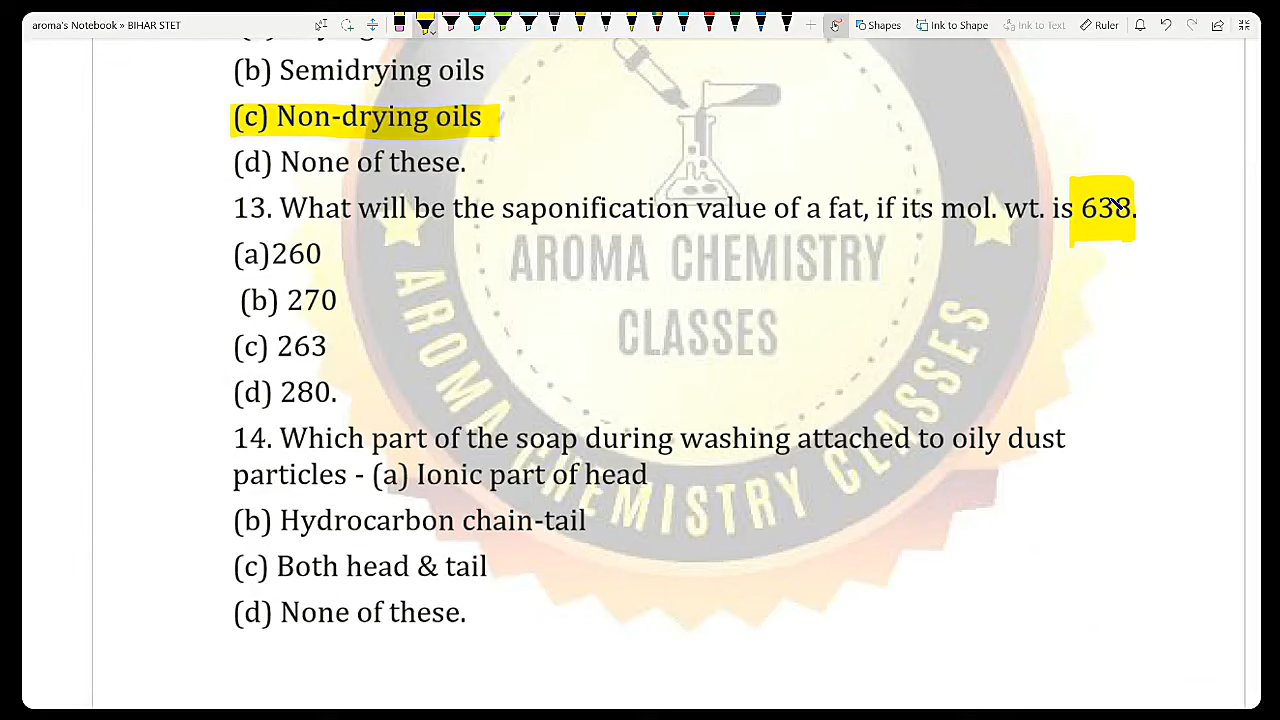 aroma's Notebook » BIHAR STET
Shapes
Ink to Shape
Ink to Text
Ruler
(b) Semidrying oils
(c) Non-drying oils
(d) None of these.
13. What will be the saponification value of a fat, if its mol. wt. is 638.
(a)260
(b) 270
(c) 263
(d) 280.
14. Which part of the soap during washing attached to oily dust
particles - (a) Ionic part of head
(b) Hydrocarbon chain-tail
(c) Both head & tail
(d) None of these.
AROMA CHEMISTRY
CLASSES
AROMA CHEMISTRY CLASSES